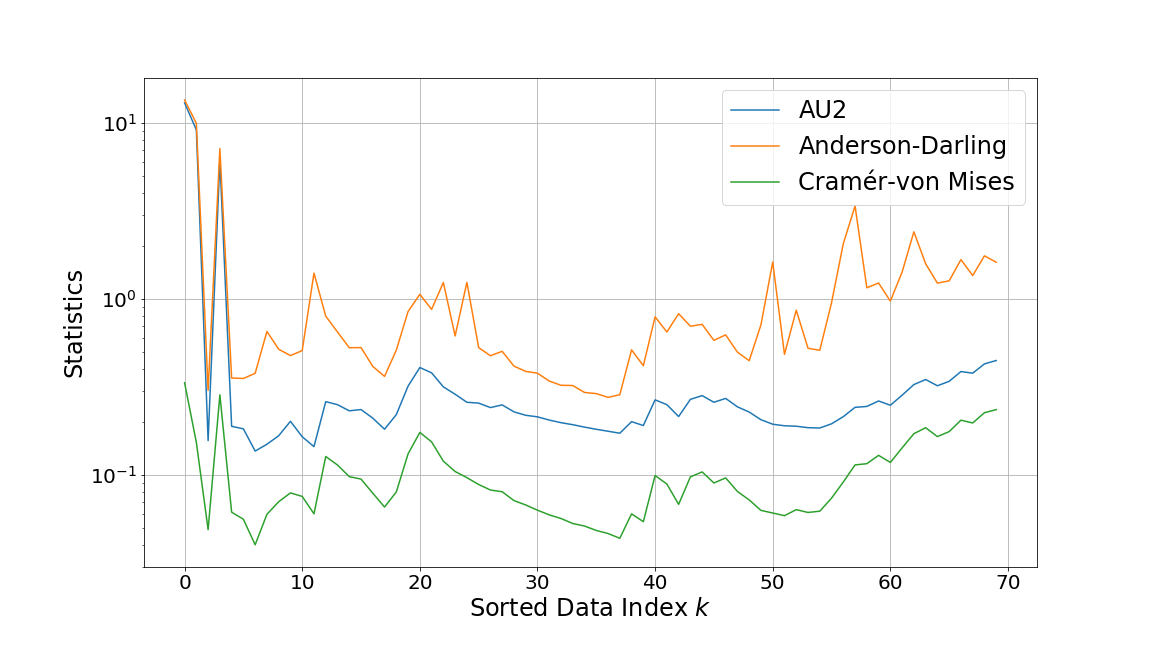 AU2
Anderson-Darling
Cramér-von Mises
Statistics
10¹
10⁰
10⁻¹
0 10 20 30 40 50 60 70
Sorted Data Index k